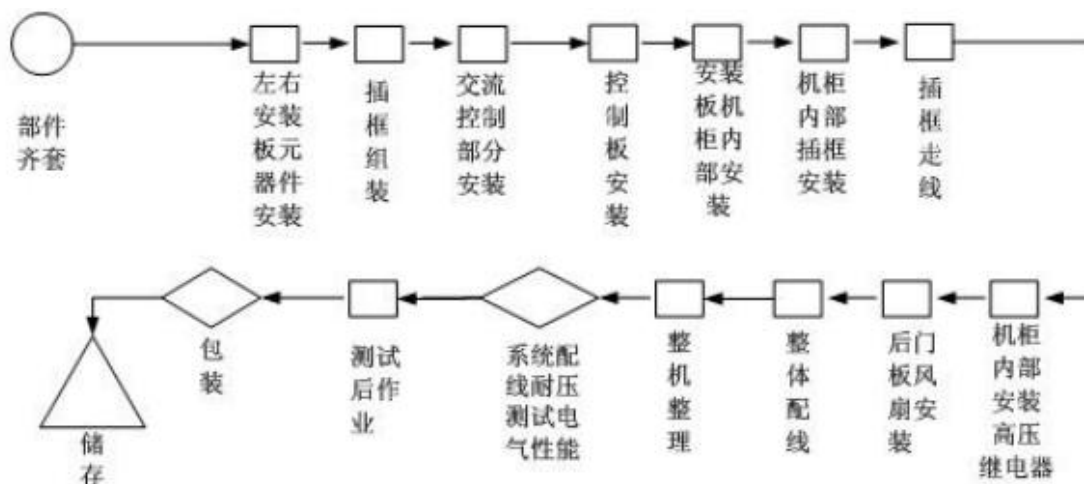 部件
齐套
左右
安装
板元
器件
安装
插
框
组
装
交流
控制
部分
安装
控
制
板
安
装
安装
板机
柜内
部安
装
机柜
内部
插框
安装
插
框
走
线
储
存
包
装
测试
后作
业
系统配
线耐压
测试电
气性能
整
机
整
理
整
体
配
线
后门
板风
扇安
装
机柜
内部
安装
高压
继电器